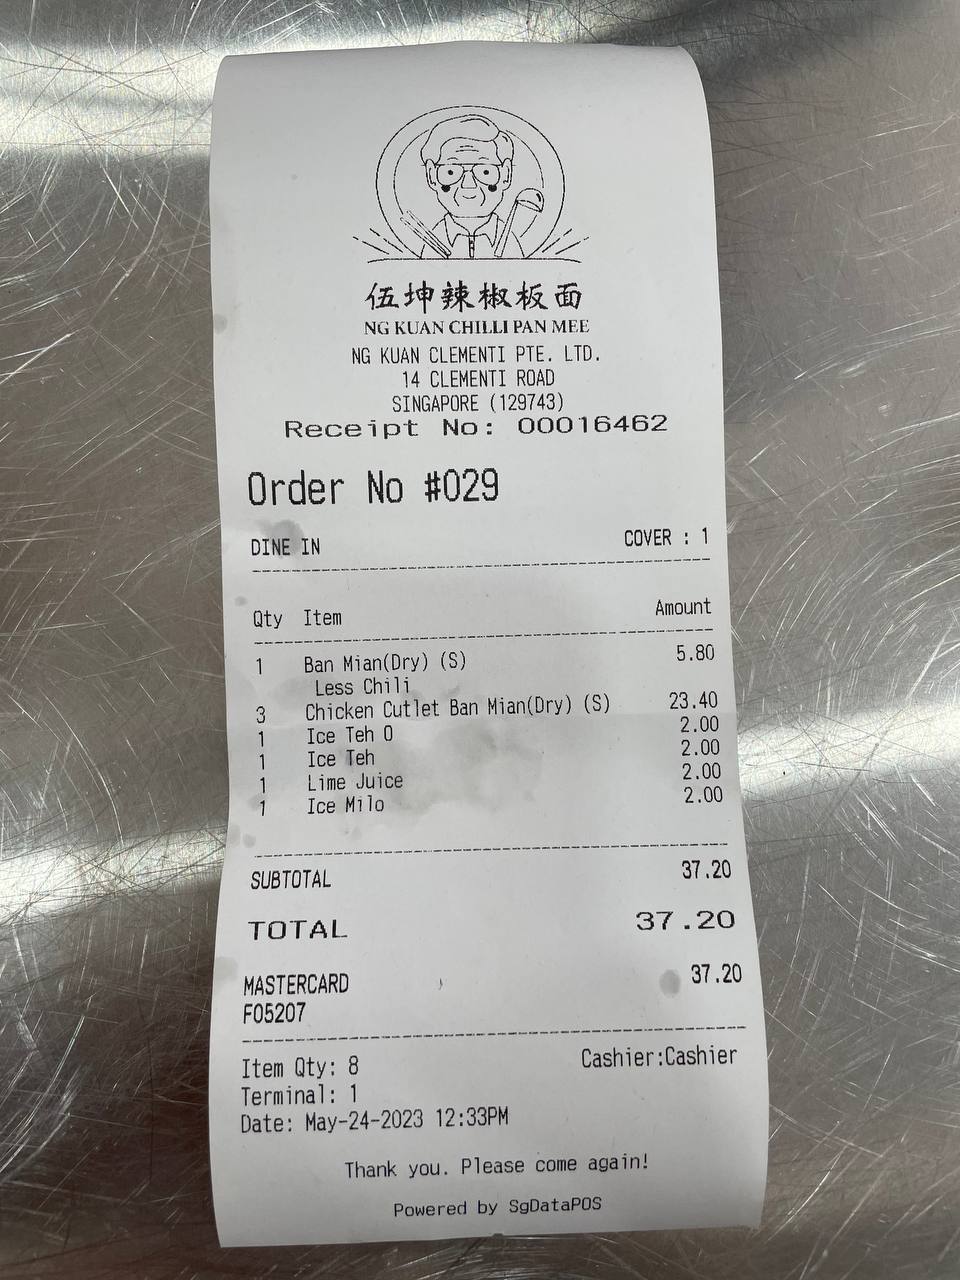 伍坤辣椒板面
NG KUAN CHILLI PAN MEE
NG KUAN CLEMENTI PTE. LTD.
14 CLEMENTI ROAD
SINGAPORE (129743)
Receipt No: 00016462
Order No #029
DINE IN COVER : 1
Qty Item Amount
1 Ban Mian(Dry) (S) 5.80
Less Chili
3 Chicken Cutlet Ban Mian(Dry) (S) 23.40
1 Ice Teh O 2.00
1 Ice Teh 2.00
1 Lime Juice 2.00
1 Ice Milo 2.00
SUBTOTAL 37.20
TOTAL 37.20
MASTERCARD 37.20
F05207
Item Qty: 8 Cashier:Cashier
Terminal: 1
Date: May-24-2023 12:33PM
Thank you. Please come again!
Powered by SgDataPOS